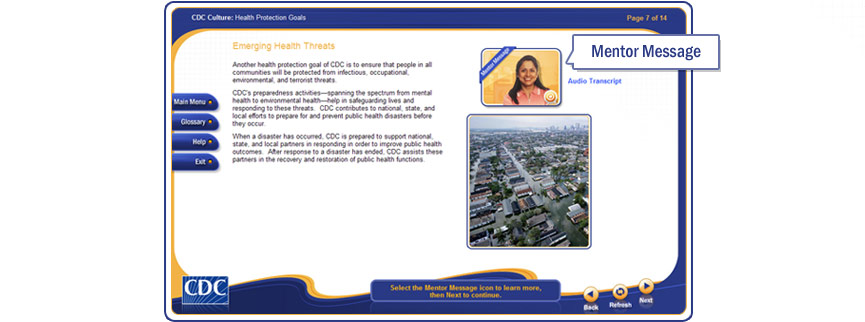 CDC Culture: Health Protection Goals
Page 7 of 14
Emerging Health Threats
Another health protection goal of CDC is to ensure that people in all
communities will be protected from infectious, occupational,
environmental, and terrorist threats.
CDC's preparedness activities—spanning the spectrum from mental
health to environmental health—help in safeguarding lives and
responding to these threats. CDC contributes to national, state, and
local efforts to prepare for and prevent public health disasters before
they occur.
When a disaster has occurred, CDC is prepared to support national,
state, and local partners in responding in order to improve public health
outcomes. After response to a disaster has ended, CDC assists these
partners in the recovery and restoration of public health functions.
Mentor Message
Mentor Message
Audio Transcript
Main Menu
Glossary
Help
Exit
CDC
Select the Mentor Message icon to learn more,
then Next to continue.
Back
Refresh
Next